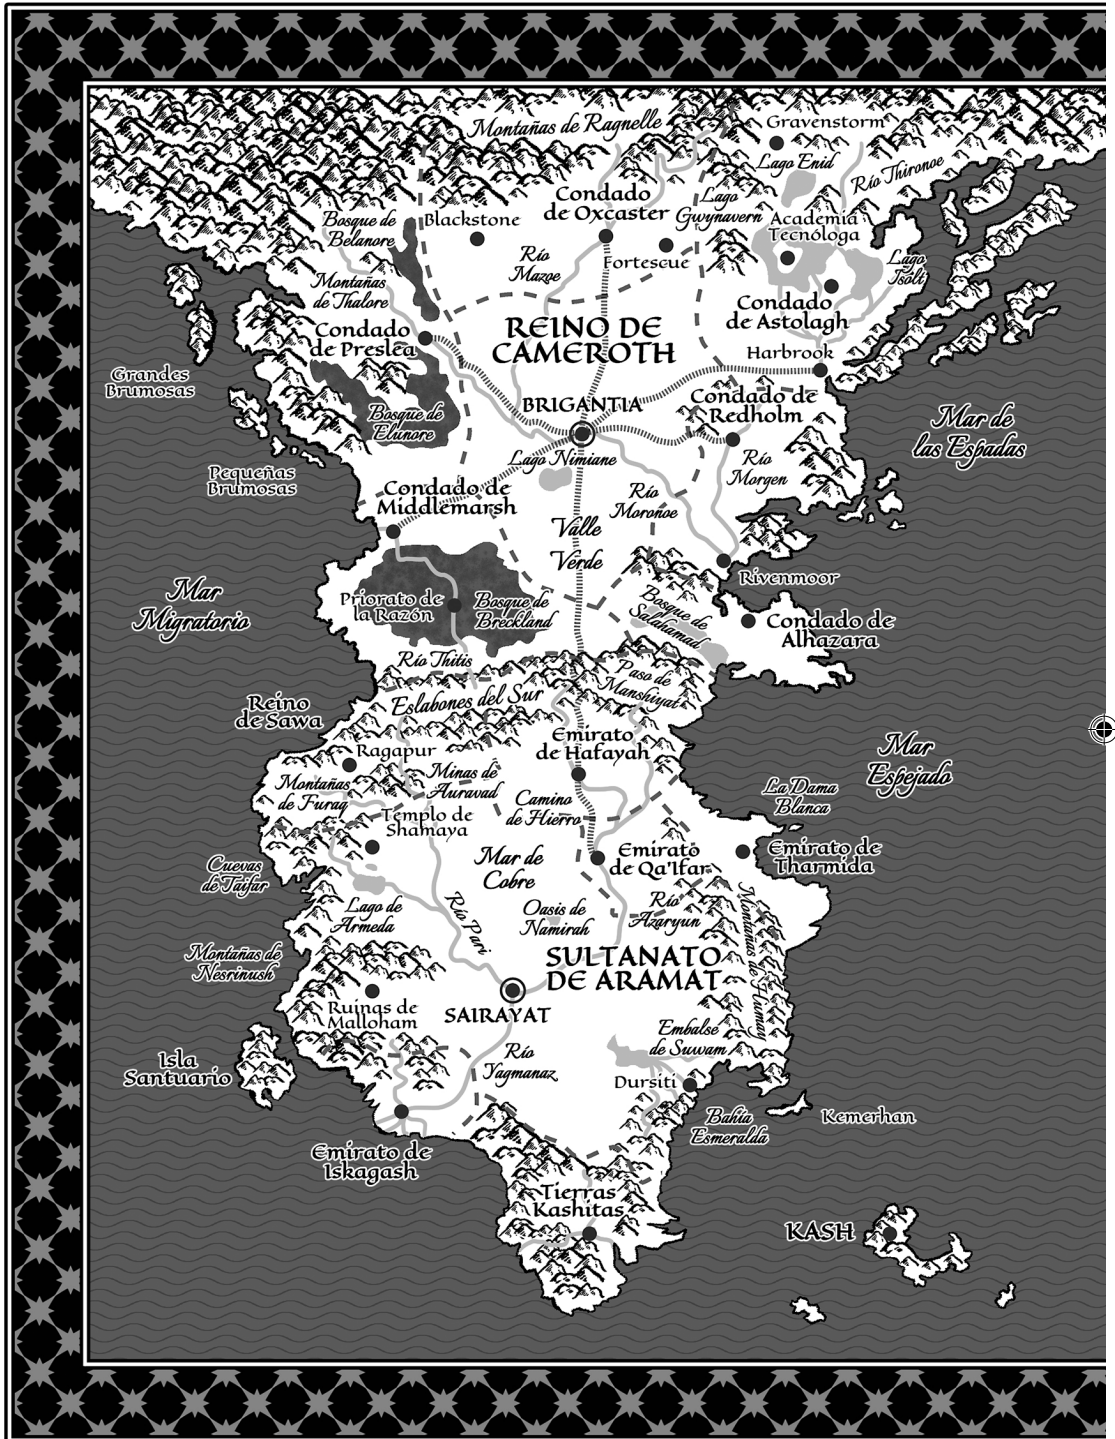 Montañas de Ragnelle
Gravenstorm
Lago Enid
Río Thironoe
Condado
de Oxcaster
Lago
Gwynavern
Academia
Tecnóloga
Bosque de
Belanore
Blackstone
Río
Mazoe
Fortescue
Lago
Tsolt
Montañas
de Thalore
Condado
de Astolagh
Condado
de Preslea
REINO DE
CAMEROTH
Harbrook
Grandes
Brumosas
BRIGANTIA
Condado de
Redholm
Mar de
las Espadas
Bosque de
Elunore
Lago Nimiane
Río
Morgen
Pequeñas
Brumosas
Condado de
Middlemarsh
Río
Moronoe
Valle
Verde
Rivenmoor
Mar
Migratorio
Priorato de
la Razón
Bosque de
Breckland
Bosque de
Salahamad
Condado de
Alhazara
Río Thitis
Paso de
Manshiyat
Eslabones del Sur
Reino
de Sawa
Emirato
de Hafayah
Mar
Espejado
Ragapur
Montañas
de Furaq
Minas de
Auravad
Camino
de Hierro
La Dama
Blanca
Templo de
Shamaya
Mar de
Cobre
Emirato
de Qa'lfar
Emirato de
Tharmida
Cuevas
de Taifar
Lago de
Armeda
Río Pari
Oasis de
Namirah
Río
Azaryun
Montañas de Humay
Montañas de
Nesrinush
SULTANATO
DE ARAMAT
Ruinas de
Malloham
SAIRAYAT
Isla
Santuario
Río
Yagmanaz
Embalse
de Suwam
Dursiti
Bahía
Esmeralda
Kemerhan
Emirato de
Iskagash
Tierras
Kashitas
KASH